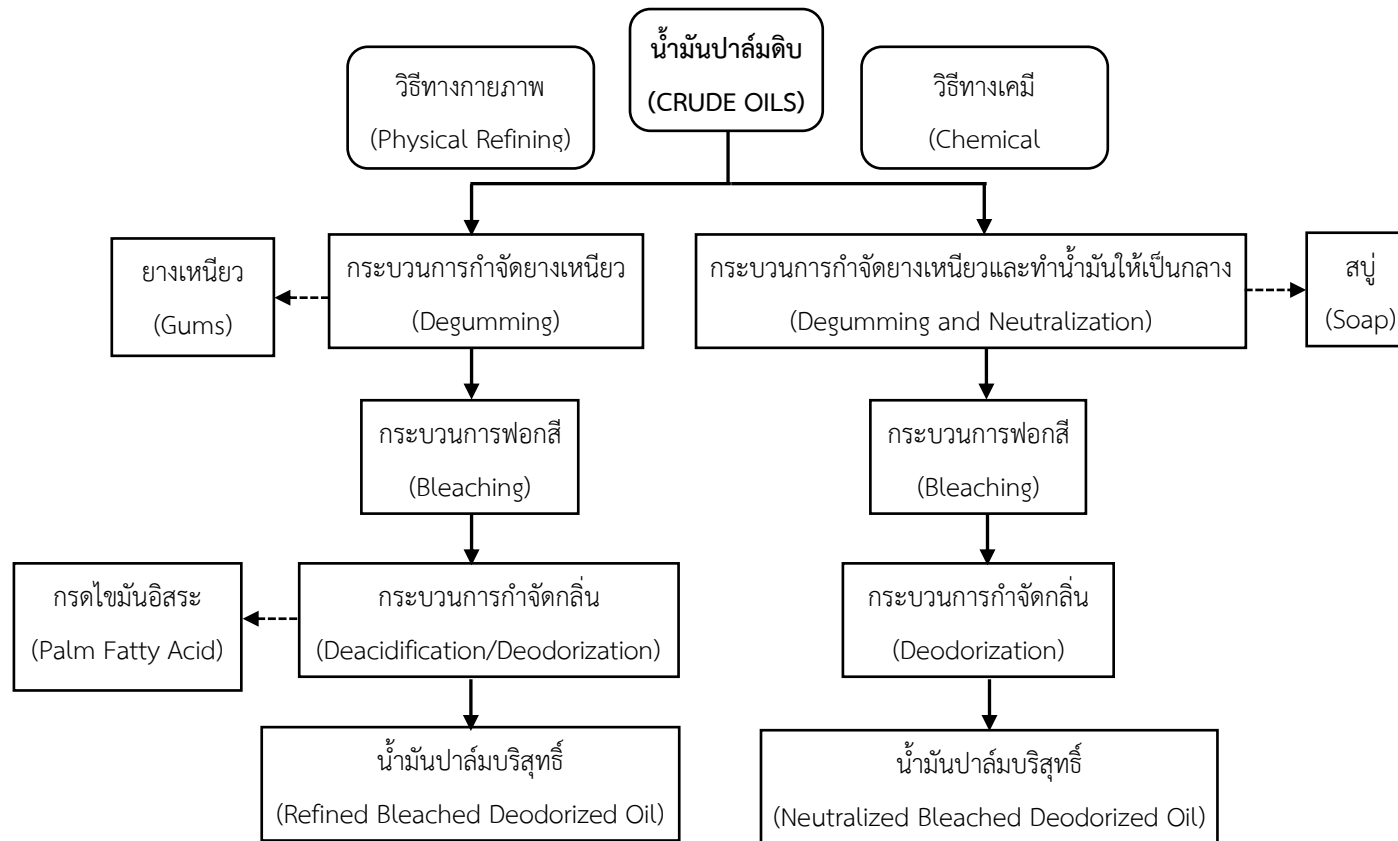 น้ำมันปาล์มดิบ
(CRUDE OILS)
วิธีทางกายภาพ
(Physical Refining)
วิธีทางเคมี
(Chemical
ยางเหนียว
(Gums)
กระบวนการกำจัดยางเหนียว
(Degumming)
กระบวนการกำจัดยางเหนียวและทำน้ำมันให้เป็นกลาง
(Degumming and Neutralization)
สบู่
(Soap)
กระบวนการฟอกสี
(Bleaching)
กระบวนการฟอกสี
(Bleaching)
กรดไขมันอิสระ
(Palm Fatty Acid)
กระบวนการกำจัดกลิ่น
(Deacidification/Deodorization)
กระบวนการกำจัดกลิ่น
(Deodorization)
น้ำมันปาล์มบริสุทธิ์
(Refined Bleached Deodorized Oil)
น้ำมันปาล์มบริสุทธิ์
(Neutralized Bleached Deodorized Oil)